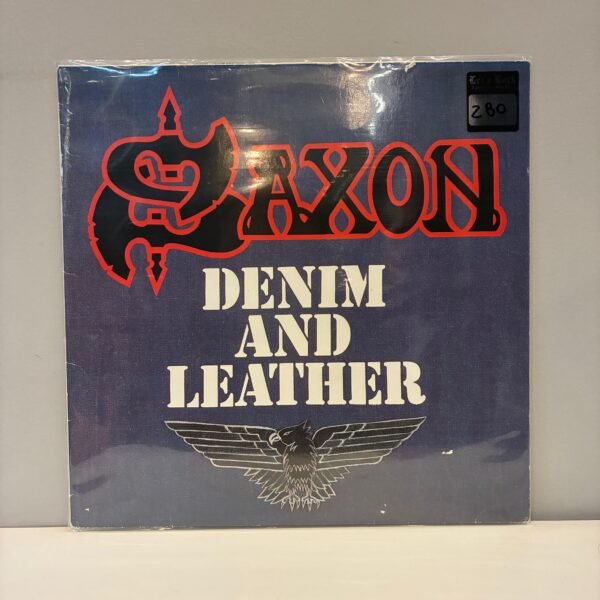 SAXON
280
DENIM
AND
LEATHER